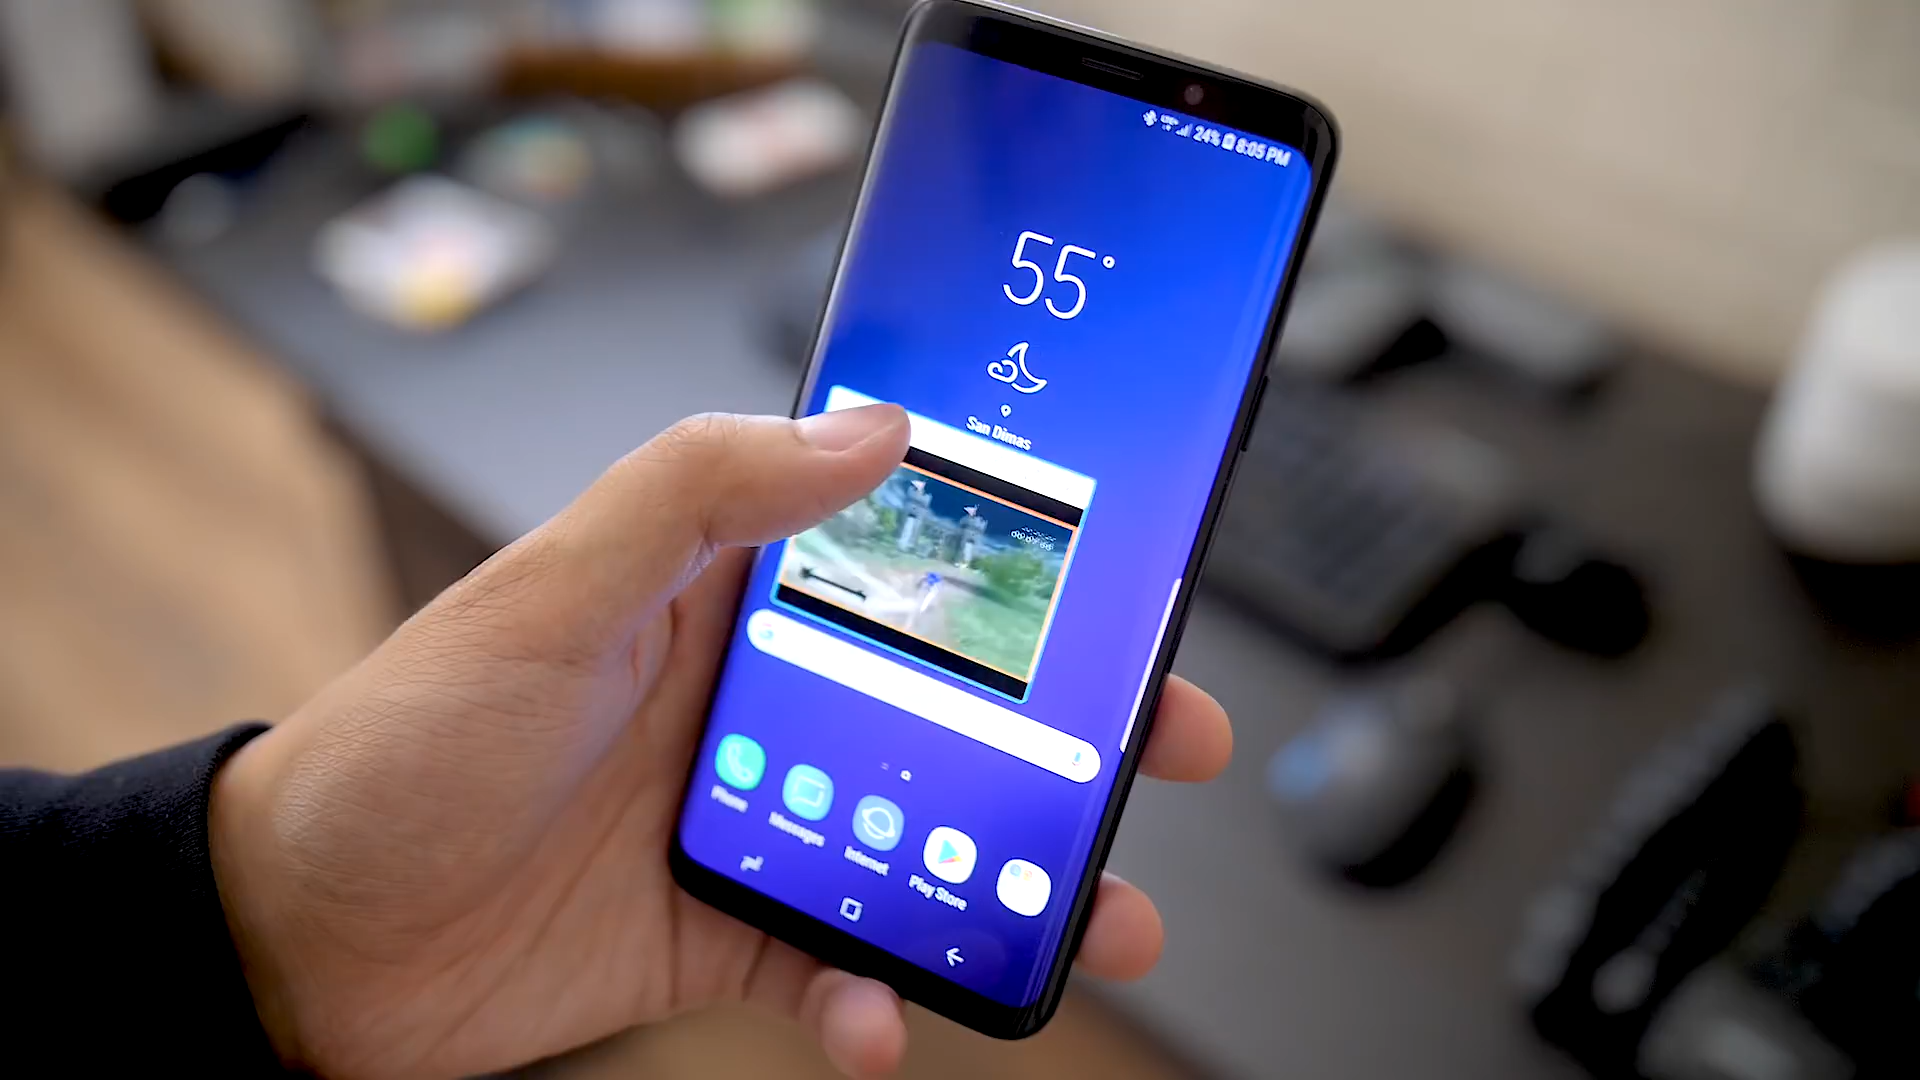 24% 8:05 PM
55°
San Dimas
Phone
Messages
Internet
Play Store